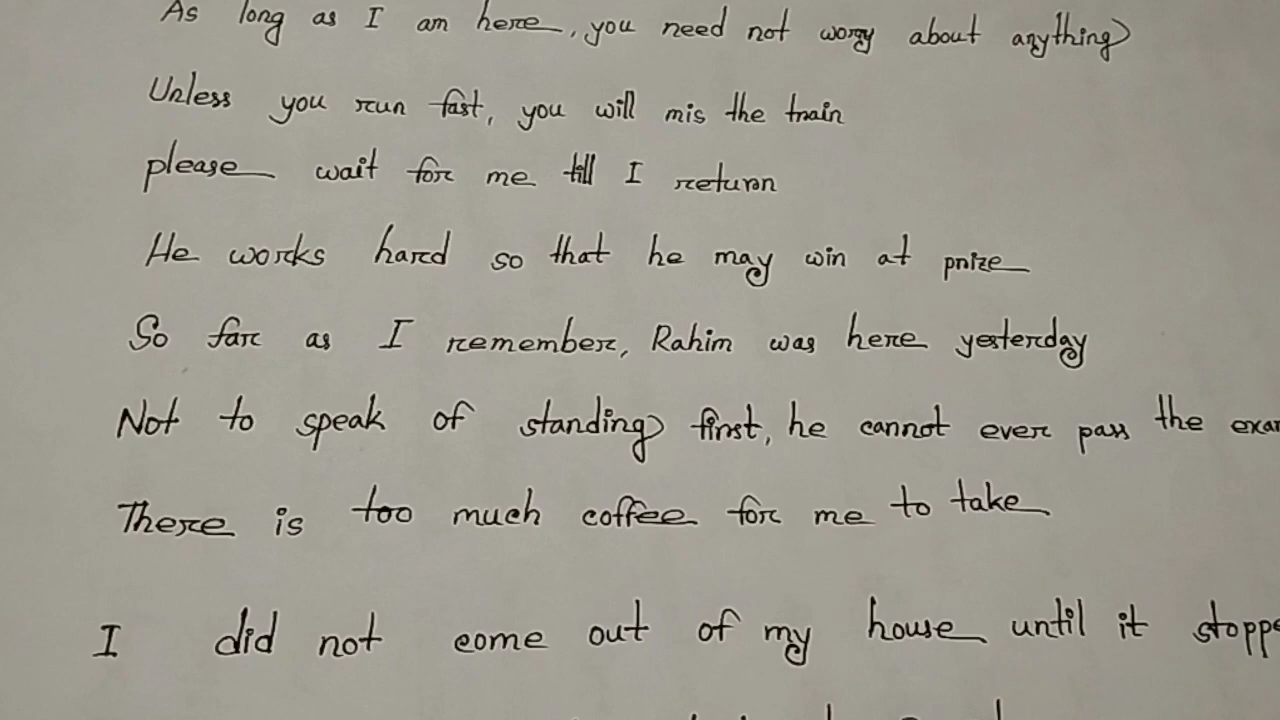 As long as I am here, you need not worry about anything
Unless you run fast, you will mis the train
please wait for me till I return
He works hard so that he may win at prize
So far as I remember, Rahim was here yesterday
Not to speak of standing first, he cannot ever pass the exam
There is too much coffee for me to take
I did not come out of my house until it stoppe